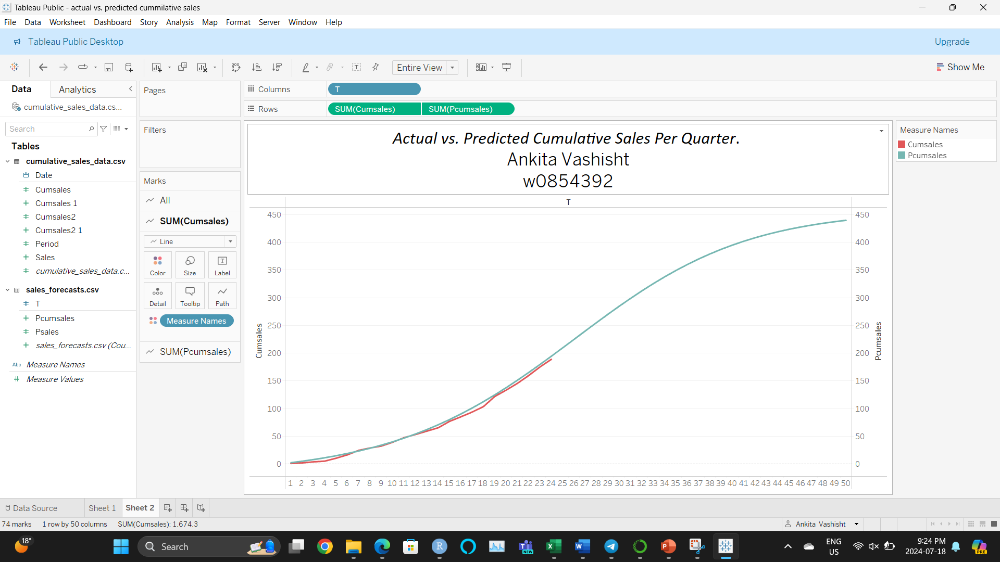 Tableau Public - actual vs. predicted cummilative sales
File Data Worksheet Dashboard Story Analysis Map Format Server Window Help
Tableau Public Desktop
Upgrade
Entire View
Show Me
Data
Analytics
cumulative_sales_data.cs...
Search
Tables
cumulative_sales_data.csv
Date
Cumsales
Cumsales 1
Cumsales2
Cumsales2 1
Period
Sales
cumulative_sales_data.c...
sales_forecasts.csv
T
Pcumsales
Psales
sales_forecasts.csv (Cou...
Abc Measure Names
Measure Values
Pages
Filters
Marks
All
SUM(Cumsales)
Line
Color Size Label
T
Detail Tooltip Path
Measure Names
SUM(Pcumsales)
Columns T
Rows SUM(Cumsales) SUM(Pcumsales)
Actual vs. Predicted Cumulative Sales Per Quarter.
Ankita Vashisht
w0854392
T
Cumsales
450
400
350
300
250
200
150
100
50
0
450
400
350
300
250
200
150
100
50
0
Pcumsales
1 2 3 4 5 6 7 8 9 10 11 12 13 14 15 16 17 18 19 20 21 22 23 24 25 26 27 28 29 30 31 32 33 34 35 36 37 38 39 40 41 42 43 44 45 46 47 48 49 50
Measure Names
Cumsales
Pcumsales
Data Source Sheet 1 Sheet 2
74 marks 1 row by 50 columns SUM(Cumsales): 1.674.3
Ankita Vashisht
18°
Search
NEW
ENG
US
9:24 PM
2024-07-18
PRE